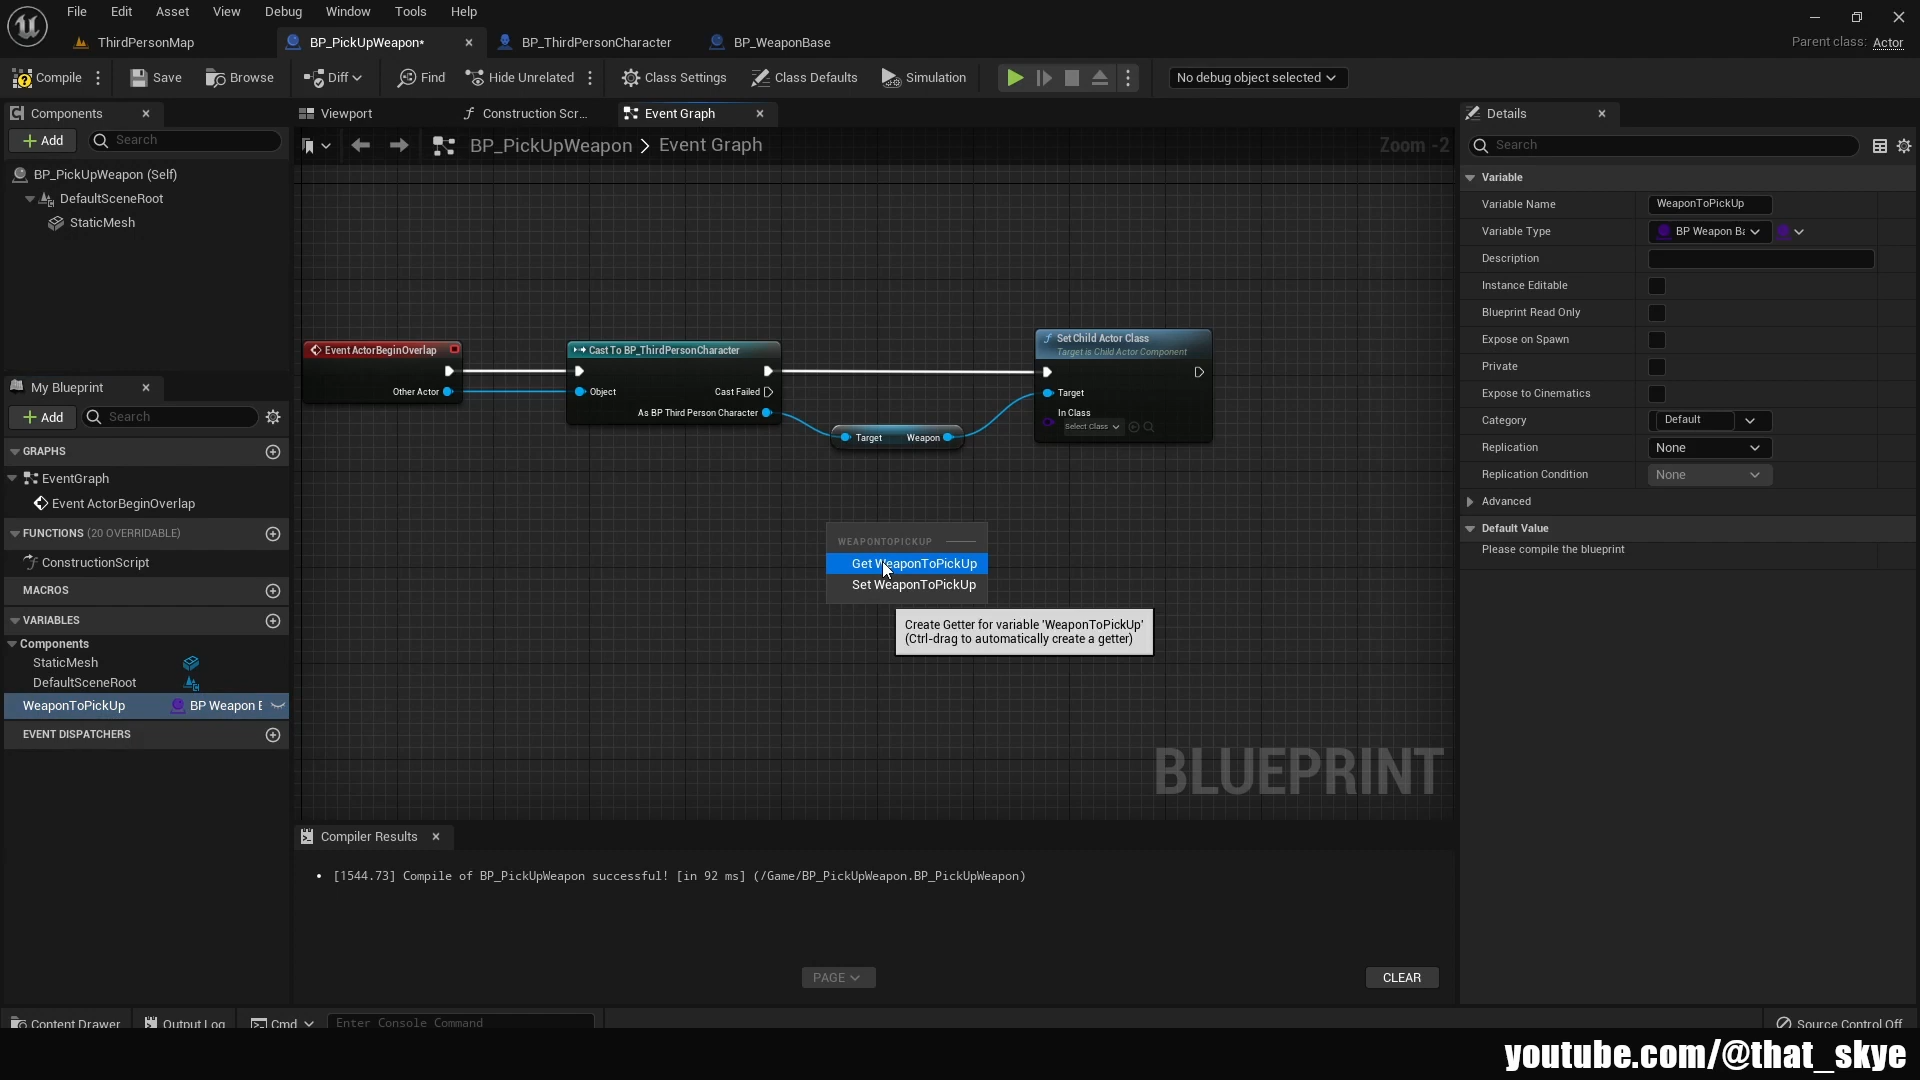 File Edit Asset View Debug Window Tools Help
ThirdPersonMap
BP_PickUpWeapon*
BP_ThirdPersonCharacter
BP_WeaponBase
Parent class: Actor
Compile
Save
Browse
Diff
Find
Hide Unrelated
Class Settings
Class Defaults
Simulation
No debug object selected
Components
Add
Search
BP_PickUpWeapon (Self)
DefaultSceneRoot
StaticMesh
My Blueprint
Add
Search
GRAPHS
EventGraph
Event ActorBeginOverlap
FUNCTIONS (20 OVERRIDABLE)
ConstructionScript
MACROS
VARIABLES
Components
StaticMesh
DefaultSceneRoot
WeaponToPickUp BP Weapon
EVENT DISPATCHERS
Viewport
Construction Scr...
Event Graph
BP_PickUpWeapon > Event Graph
Zoom -2
Event ActorBeginOverlap
Other Actor
Cast To BP_ThirdPersonCharacter
Object
Cast Failed
As BP Third Person Character
Target Weapon
Set Child Actor Class
Target is Child Actor Component
Target
In Class
Select Class
WEAPONTOPICKUP
Get WeaponToPickUp
Set WeaponToPickUp
Create Getter for variable 'WeaponToPickUp'
(Ctrl-drag to automatically create a getter)
BLUEPRINT
Compiler Results
• [1544.73] Compile of BP_PickUpWeapon successful! [in 92 ms] (/Game/BP_PickUpWeapon.BP_PickUpWeapon)
PAGE
CLEAR
Details
Search
Variable
Variable Name WeaponToPickUp
Variable Type BP Weapon Ba
Description
Instance Editable
Blueprint Read Only
Expose on Spawn
Private
Expose to Cinematics
Category Default
Replication None
Replication Condition None
Advanced
Default Value
Please compile the blueprint
Content Drawer
Output Log
Cmd
Enter Console Command
Source Control Off
youtube.com/@that_skye